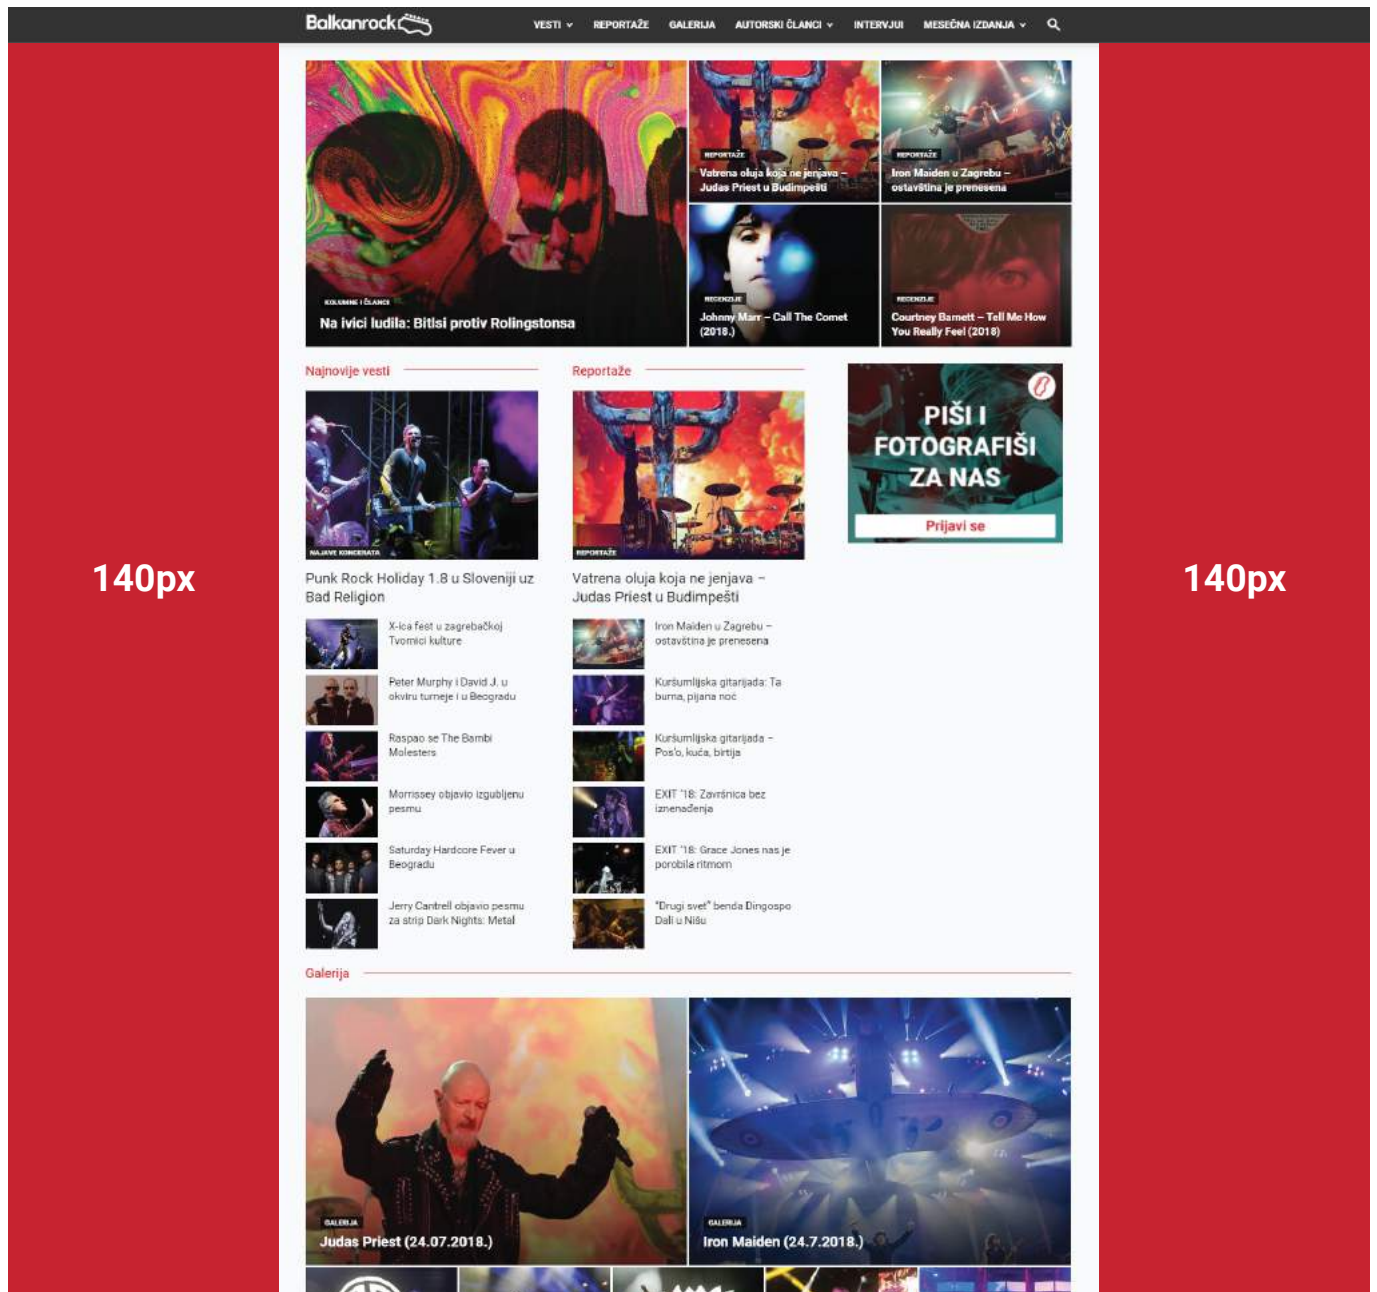 Balkanrock
VESTI REPORTAŽE GALERIJA AUTORSKI ČLANCI INTERVJUI MESEČNA IZDANJA
KOLUMNE I ČLANCI
Na ivici ludila: Bitlsi protiv Rolingstonsa
REPORTAŽE
Vatrena oluja koja ne jenjava –
Judas Priest u Budimpešti
REPORTAŽE
Iron Maiden u Zagrebu –
ostavština je prenesena
RECENZIJE
Johnny Marr – Call The Comet
(2018.)
RECENZIJE
Courtney Barnett – Tell Me How
You Really Feel (2018)
Najnovije vesti
NAJAVE KONCERATA
Punk Rock Holiday 1.8 u Sloveniji uz
Bad Religion
X-ica fest u zagrebačkoj
Tvornici kulture
Peter Murphy i David J. u
okviru turneje i u Beogradu
Raspao se The Bambi
Molesters
Morrissey objavio izgubljenu
pesmu
Saturday Hardcore Fever u
Beogradu
Jerry Cantrell objavio pesmu
za strip Dark Nights: Metal
Reportaže
REPORTAŽE
Vatrena oluja koja ne jenjava –
Judas Priest u Budimpešti
Iron Maiden u Zagrebu –
ostavština je prenesena
Kuršumlijska gitarijada: Ta
burna, pijana noć
Kuršumlijska gitarijada –
Pos'o, kuća, birtija
EXIT '18: Završnica bez
iznenađenja
EXIT '18: Grace Jones nas je
porobila ritmom
"Drugi svet" benda Dingospo
Dali u Nišu
PIŠI I
FOTOGRAFIŠI
ZA NAS
Prijavi se
140px
140px
Galerija
GALERIJA
Judas Priest (24.07.2018.)
GALERIJA
Iron Maiden (24.7.2018.)